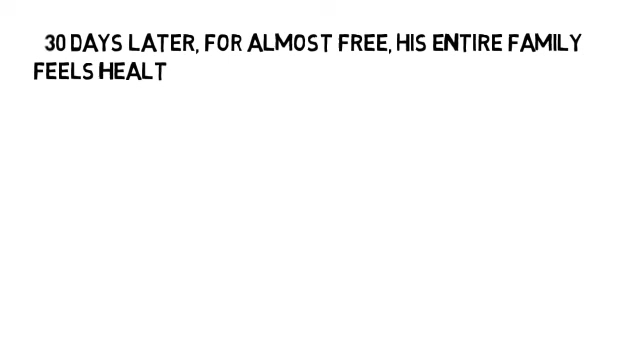 30 DAYS LATER, FOR ALMOST FREE, HIS ENTIRE FAMILY
FEELS HEALT